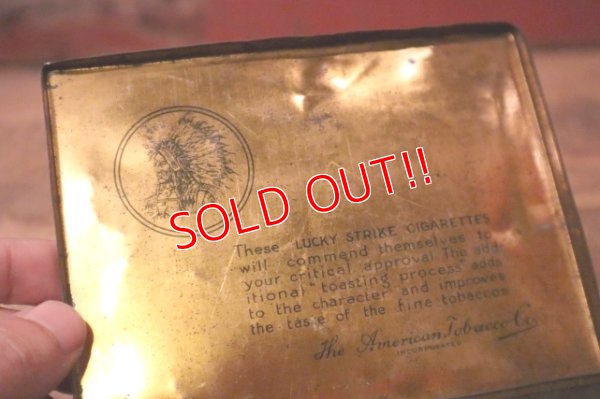 SOLD OUT!!
These LUCKY STRIKE CIGARETTES
will commend themselves to
your critical approval The add-
itional "toasting process" adds
to the character and improves
the taste of the fine tobaccos
The American Tobacco Co.
INCORPORATED